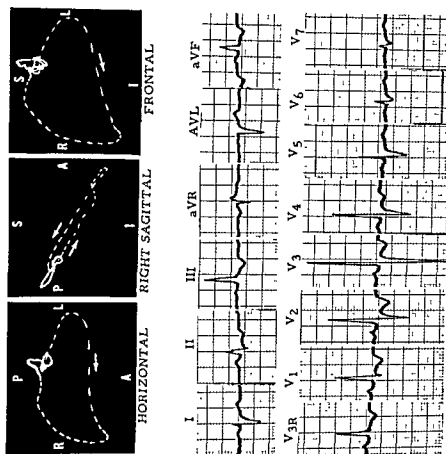 P S S
R L P A R L
A I I
HORIZONTAL RIGHT SAGITTAL FRONTAL
I II III aVR AVL aVF
V3R V1 V2 V3 V4 V5 V6 V7